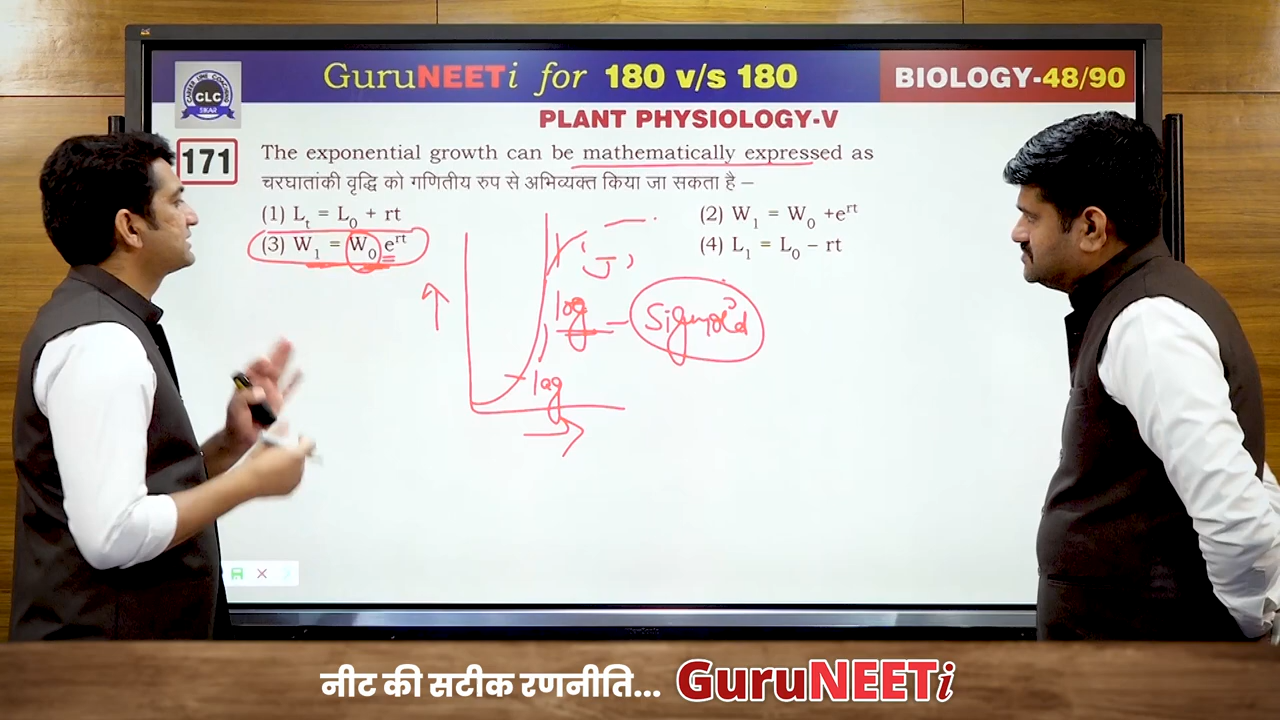 GuruNEETi for 180 v/s 180
BIOLOGY-48/90
CLC
SIKAR
PLANT PHYSIOLOGY-V
171
The exponential growth can be mathematically expressed as
चरघाताकी वृद्धि को गणितीय रुप से अभिव्यक्त किया जा सकता है –
(1) Lt = L0 + rt
(2) W1 = W0 +e^rt
(3) W1 = W0 e^rt
(4) L1 = L0 – rt
'J'
log
Sigmoid
lag
नीट की सटीक रणनीति... GuruNEETi